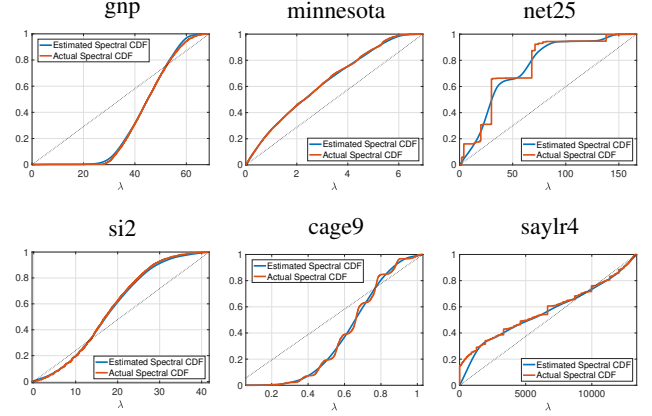 gnp
1
0.8
0.6
0.4
0.2
0
0 20 40 60
λ
Estimated Spectral CDF
Actual Spectral CDF
minnesota
1
0.8
0.6
0.4
0.2
0
0 2 4 6
λ
Estimated Spectral CDF
Actual Spectral CDF
net25
1
0.8
0.6
0.4
0.2
0
0 50 100 150
λ
Estimated Spectral CDF
Actual Spectral CDF
si2
1
0.8
0.6
0.4
0.2
0
0 10 20 30 40
λ
Estimated Spectral CDF
Actual Spectral CDF
cage9
1
0.8
0.6
0.4
0.2
0
0.2 0.4 0.6 0.8 1
λ
Estimated Spectral CDF
Actual Spectral CDF
saylr4
1
0.8
0.6
0.4
0.2
0
0 5000 10000
λ
Estimated Spectral CDF
Actual Spectral CDF